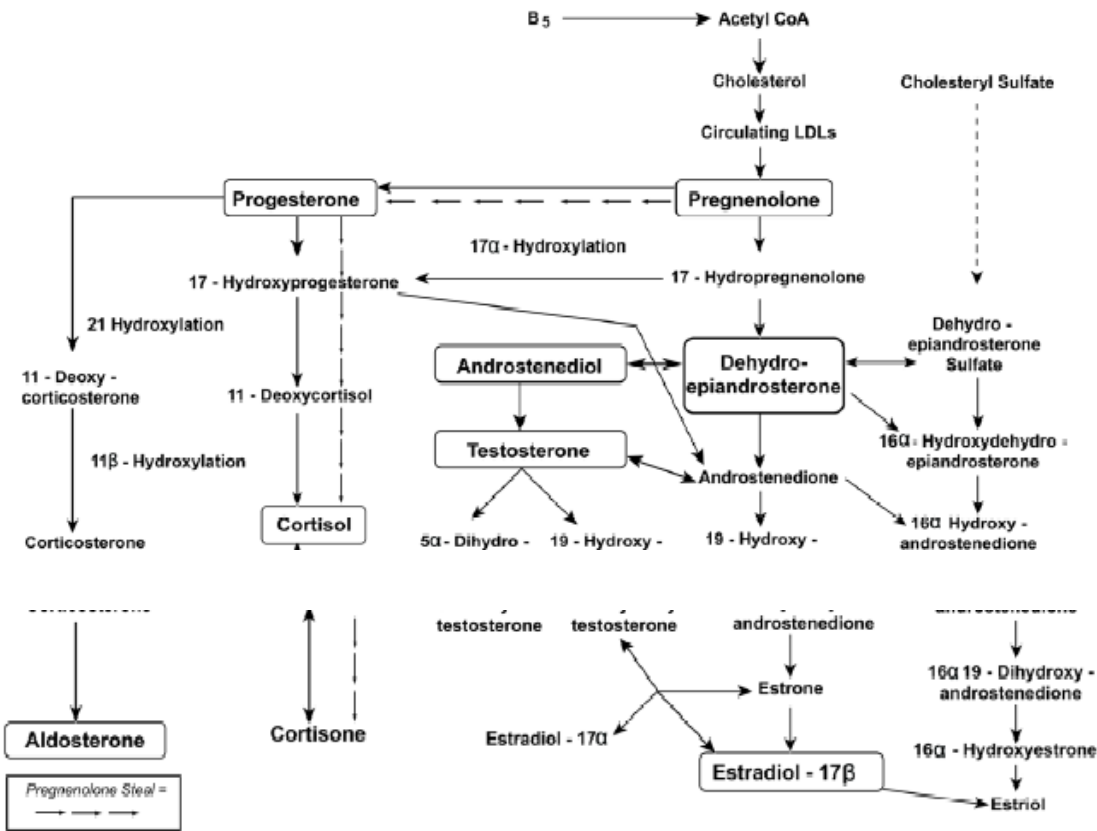 B5
Acetyl CoA
Cholesterol
Cholesteryl Sulfate
Circulating LDLs
Progesterone
Pregnenolone
17α - Hydroxylation
17 - Hydroxyprogesterone
17 - Hydropregnenolone
21 Hydroxylation
Dehydro -
epiandrosterone
Sulfate
Androstenediol
Dehydro-
epiandrosterone
11 - Deoxy -
corticosterone
11 - Deoxycortisol
16α - Hydroxydehydro -
epiandrosterone
Testosterone
11β - Hydroxylation
Androstenedione
Cortisol
16α Hydroxy -
androstenedione
Corticosterone
5α - Dihydro -
19 - Hydroxy -
19 - Hydroxy -
testosterone
testosterone
androstenedione
16α 19 - Dihydroxy -
androstenedione
Estrone
Aldosterone
Cortisone
Estradiol - 17α
16α - Hydroxyestrone
Estradiol - 17β
Pregnenolone Steal =
Estriol